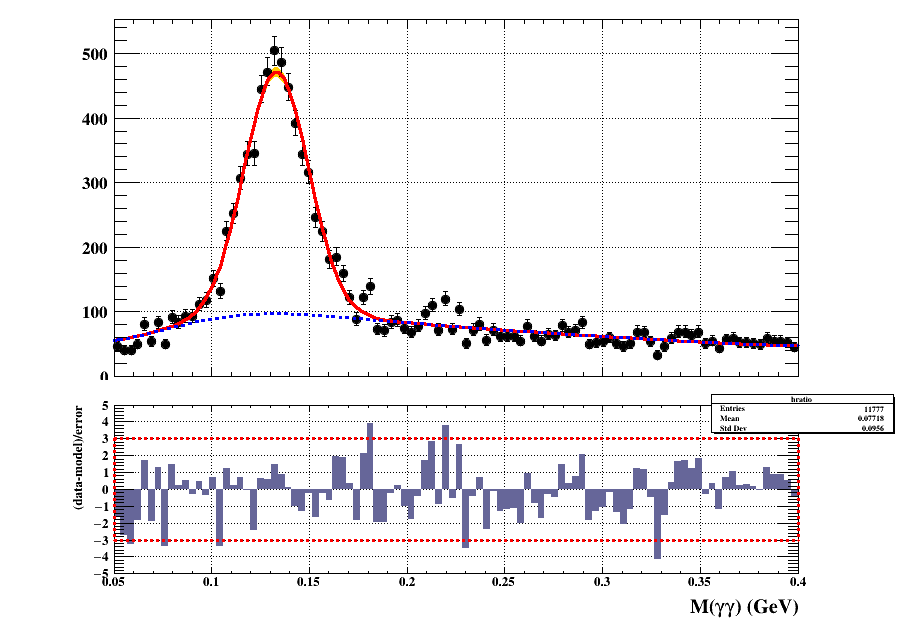 500
400
300
200
100
0
5
4
3
2
1
0
−1
−2
−3
−4
−5
(data-model)/error
hratio
Entries 11777
Mean 0.07718
Std Dev 0.0956
0.05 0.1 0.15 0.2 0.25 0.3 0.35 0.4
M(γγ) (GeV)